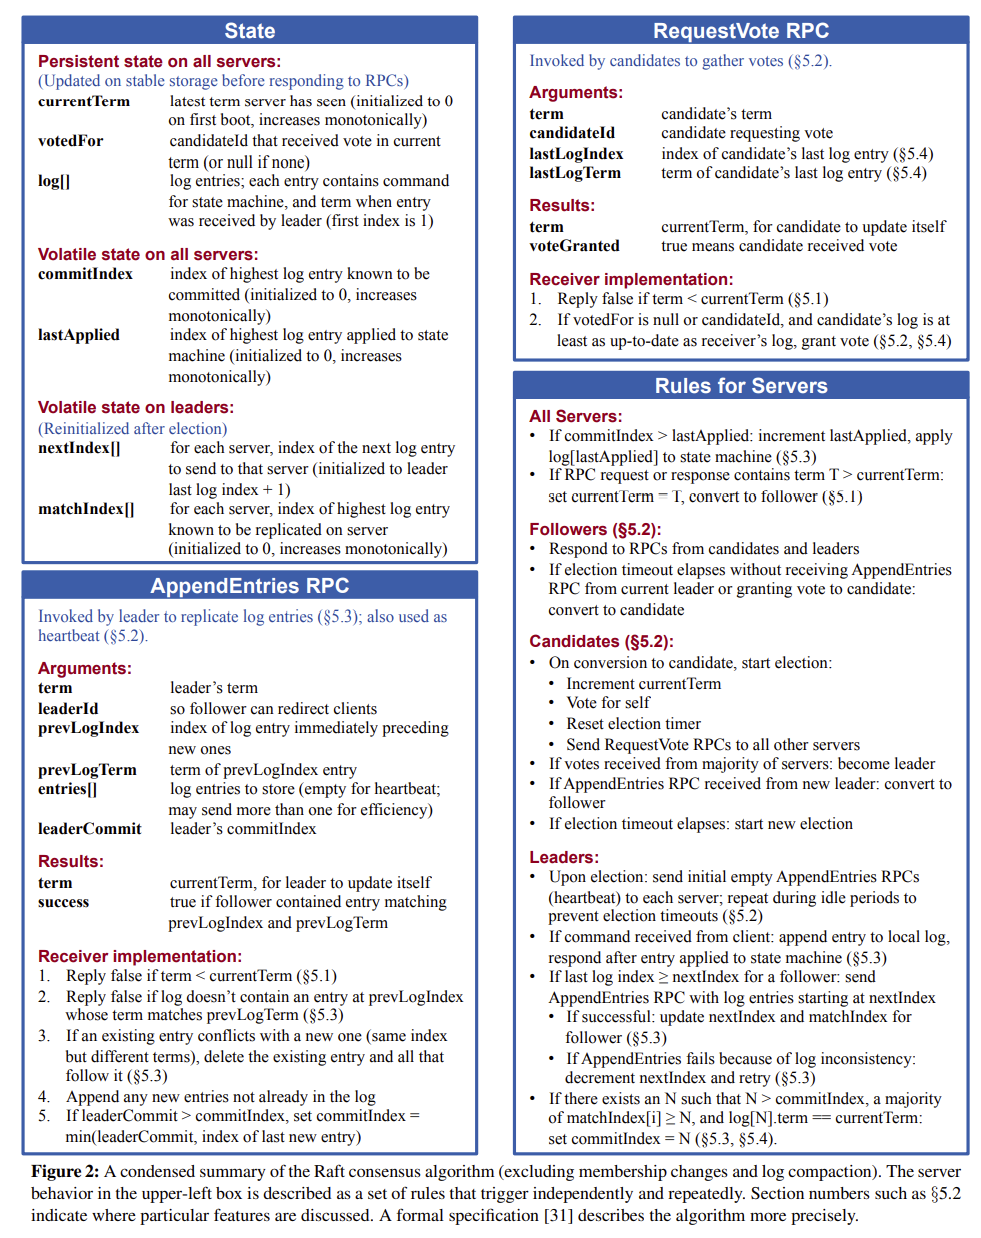 State
Persistent state on all servers:
(Updated on stable storage before responding to RPCs)
currentTerm latest term server has seen (initialized to 0
on first boot, increases monotonically)
votedFor candidateId that received vote in current
term (or null if none)
log[] log entries; each entry contains command
for state machine, and term when entry
was received by leader (first index is 1)
Volatile state on all servers:
commitIndex index of highest log entry known to be
committed (initialized to 0, increases
monotonically)
lastApplied index of highest log entry applied to state
machine (initialized to 0, increases
monotonically)
Volatile state on leaders:
(Reinitialized after election)
nextIndex[] for each server, index of the next log entry
to send to that server (initialized to leader
last log index + 1)
matchIndex[] for each server, index of highest log entry
known to be replicated on server
(initialized to 0, increases monotonically)
AppendEntries RPC
Invoked by leader to replicate log entries (§5.3); also used as
heartbeat (§5.2).
Arguments:
term leader's term
leaderId so follower can redirect clients
prevLogIndex index of log entry immediately preceding
new ones
prevLogTerm term of prevLogIndex entry
entries[] log entries to store (empty for heartbeat;
may send more than one for efficiency)
leaderCommit leader's commitIndex
Results:
term currentTerm, for leader to update itself
success true if follower contained entry matching
prevLogIndex and prevLogTerm
Receiver implementation:
1. Reply false if term < currentTerm (§5.1)
2. Reply false if log doesn't contain an entry at prevLogIndex
whose term matches prevLogTerm (§5.3)
3. If an existing entry conflicts with a new one (same index
but different terms), delete the existing entry and all that
follow it (§5.3)
4. Append any new entries not already in the log
5. If leaderCommit > commitIndex, set commitIndex =
min(leaderCommit, index of last new entry)
RequestVote RPC
Invoked by candidates to gather votes (§5.2).
Arguments:
term candidate's term
candidateId candidate requesting vote
lastLogIndex index of candidate's last log entry (§5.4)
lastLogTerm term of candidate's last log entry (§5.4)
Results:
term currentTerm, for candidate to update itself
voteGranted true means candidate received vote
Receiver implementation:
1. Reply false if term < currentTerm (§5.1)
2. If votedFor is null or candidateId, and candidate's log is at
least as up-to-date as receiver's log, grant vote (§5.2, §5.4)
Rules for Servers
All Servers:
• If commitIndex > lastApplied: increment lastApplied, apply
log[lastApplied] to state machine (§5.3)
• If RPC request or response contains term T > currentTerm:
set currentTerm = T, convert to follower (§5.1)
Followers (§5.2):
• Respond to RPCs from candidates and leaders
• If election timeout elapses without receiving AppendEntries
RPC from current leader or granting vote to candidate:
convert to candidate
Candidates (§5.2):
• On conversion to candidate, start election:
• Increment currentTerm
• Vote for self
• Reset election timer
• Send RequestVote RPCs to all other servers
• If votes received from majority of servers: become leader
• If AppendEntries RPC received from new leader: convert to
follower
• If election timeout elapses: start new election
Leaders:
• Upon election: send initial empty AppendEntries RPCs
(heartbeat) to each server; repeat during idle periods to
prevent election timeouts (§5.2)
• If command received from client: append entry to local log,
respond after entry applied to state machine (§5.3)
• If last log index ≥ nextIndex for a follower: send
AppendEntries RPC with log entries starting at nextIndex
• If successful: update nextIndex and matchIndex for
follower (§5.3)
• If AppendEntries fails because of log inconsistency:
decrement nextIndex and retry (§5.3)
• If there exists an N such that N > commitIndex, a majority
of matchIndex[i] ≥ N, and log[N].term == currentTerm:
set commitIndex = N (§5.3, §5.4).
Figure 2: A condensed summary of the Raft consensus algorithm (excluding membership changes and log compaction). The server
behavior in the upper-left box is described as a set of rules that trigger independently and repeatedly. Section numbers such as §5.2
indicate where particular features are discussed. A formal specification [31] describes the algorithm more precisely.